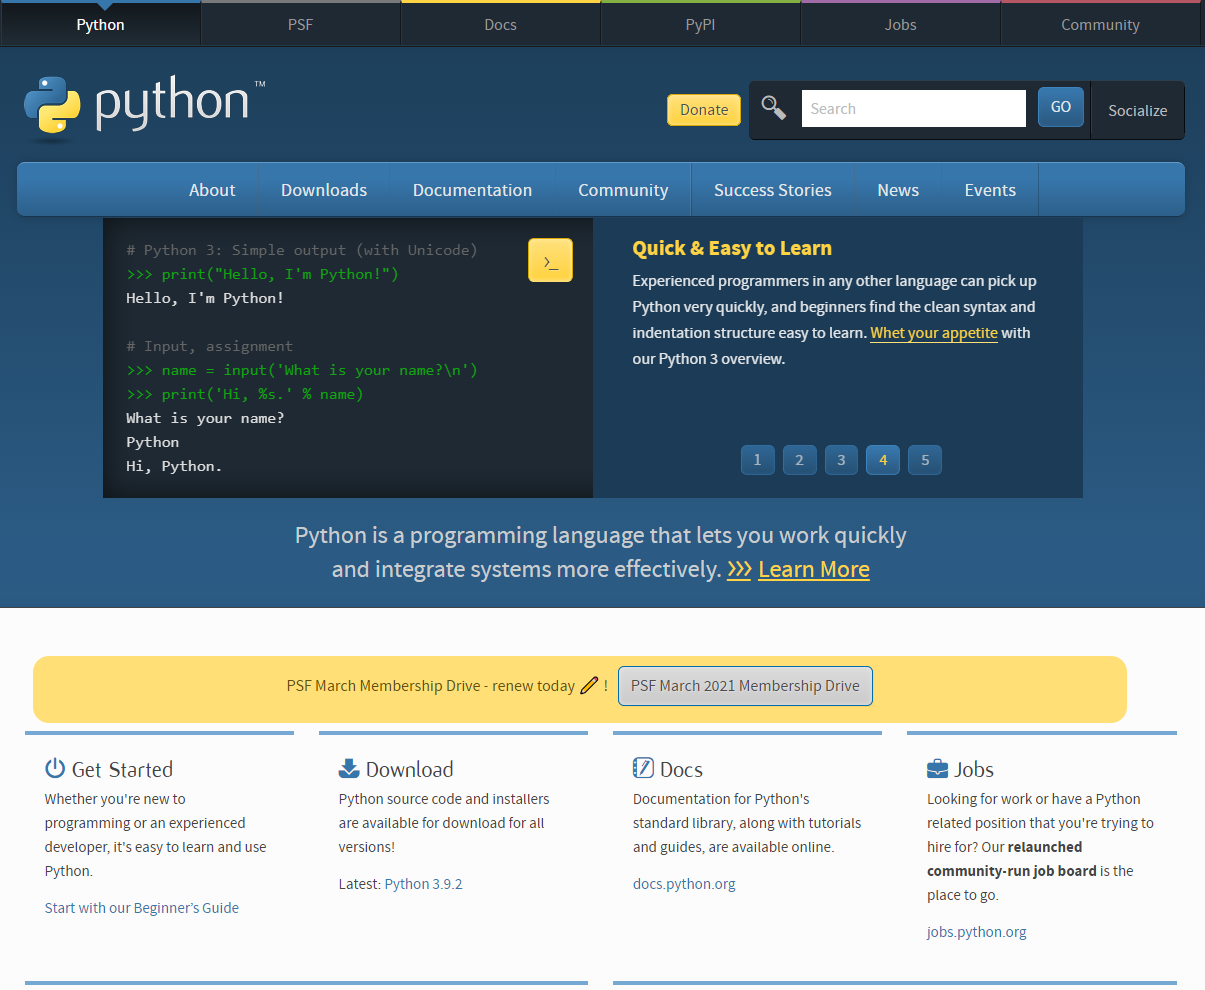 Python PSF Docs PyPI Jobs Community
python™
Donate Search GO Socialize
About Downloads Documentation Community Success Stories News Events
# Python 3: Simple output (with Unicode)
>>> print("Hello, I'm Python!")
Hello, I'm Python!
# Input, assignment
>>> name = input('What is your name?\n')
>>> print('Hi, %s.' % name)
What is your name?
Python
Hi, Python.
>_
Quick & Easy to Learn
Experienced programmers in any other language can pick up
Python very quickly, and beginners find the clean syntax and
indentation structure easy to learn. Whet your appetite with
our Python 3 overview.
1 2 3 4 5
Python is a programming language that lets you work quickly
and integrate systems more effectively. >>> Learn More
PSF March Membership Drive - renew today ! PSF March 2021 Membership Drive
Get Started
Whether you're new to
programming or an experienced
developer, it's easy to learn and use
Python.
Start with our Beginner’s Guide
Download
Python source code and installers
are available for download for all
versions!
Latest: Python 3.9.2
Docs
Documentation for Python's
standard library, along with tutorials
and guides, are available online.
docs.python.org
Jobs
Looking for work or have a Python
related position that you're trying to
hire for? Our relaunched
community-run job board is the
place to go.
jobs.python.org